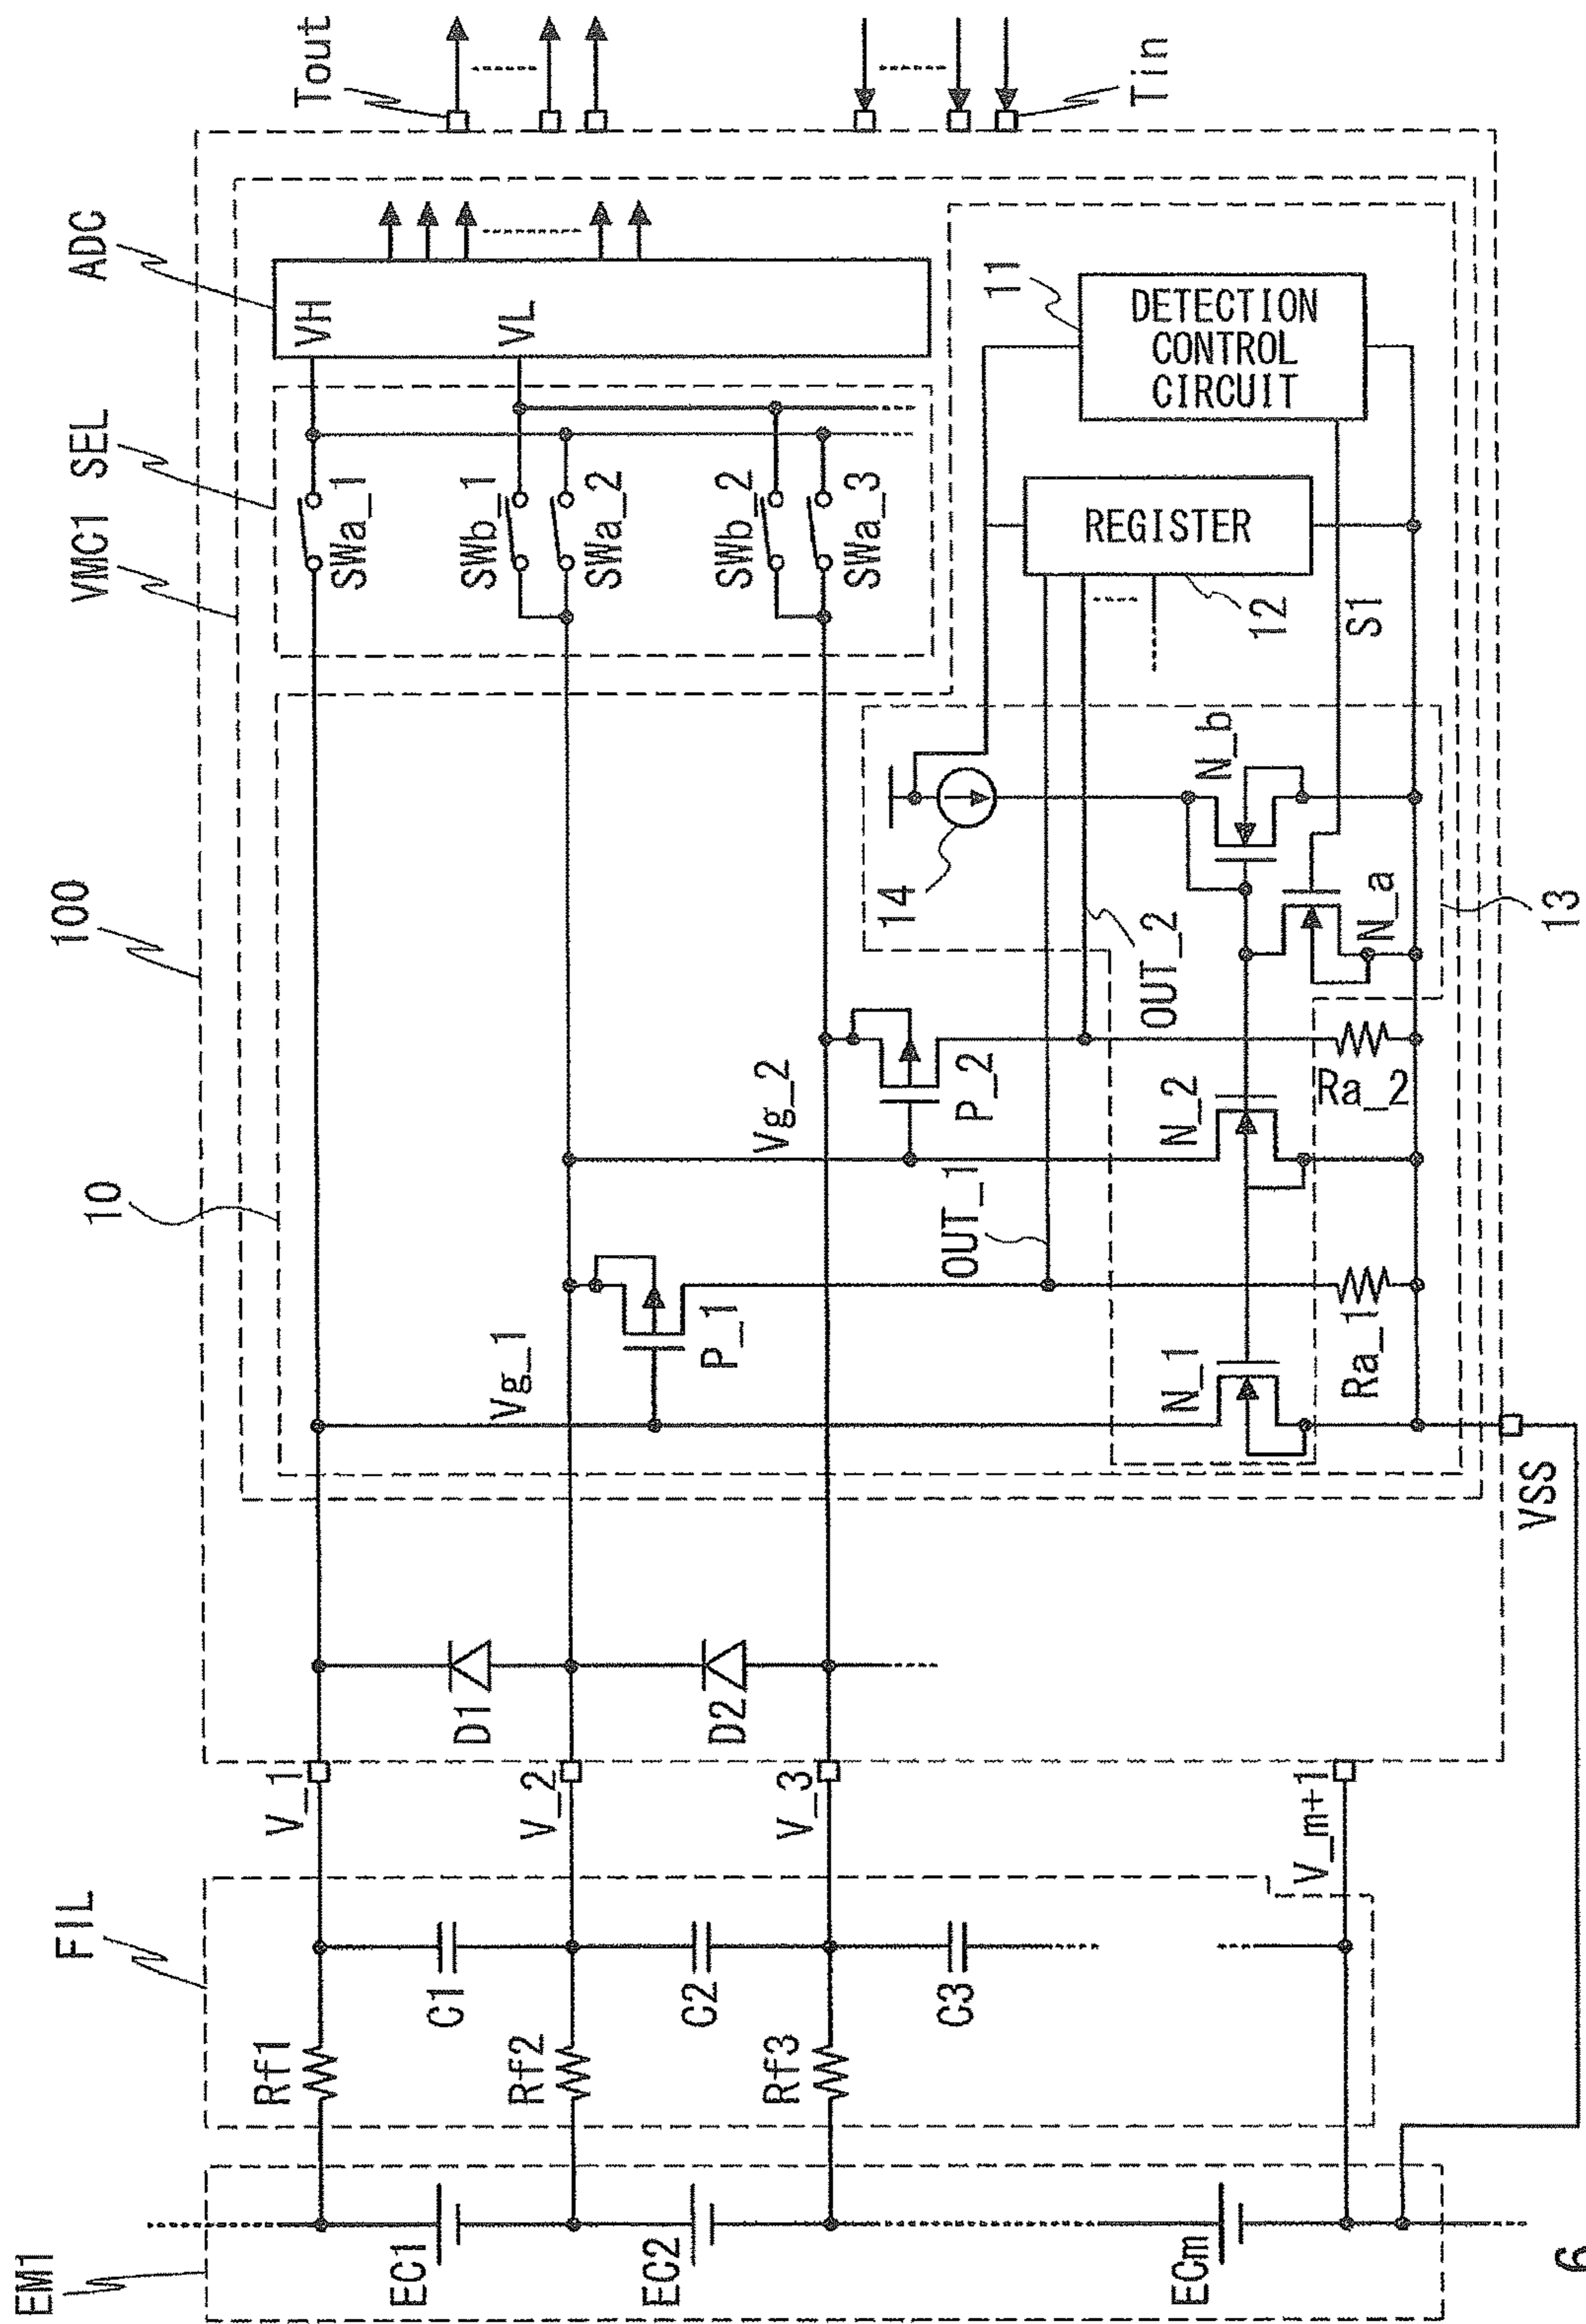 Tout
Tin
ADC
VH
VL
SEL
VMC1
SWa_1
SWb_1
SWa_2
SWb_2
SWa_3
11
DETECTION
CONTROL
CIRCUIT
REGISTER
12
S1
100
10
14
N_b
N_a
13
OUT_2
Vg_2
P_2
N_2
Ra_2
OUT_1
Vg_1
P_1
N_1
Ra_1
VSS
D1
D2
V_1
V_2
V_3
V_m+1
FIL
C1
C2
C3
Rf1
Rf2
Rf3
EM1
EC1
EC2
ECm
6